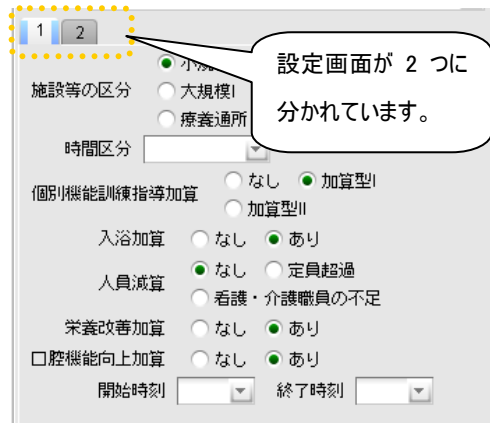 1 2
設定画面が 2 つに
分かれています。
施設等の区分
大規模I
療養通所
時間区分
個別機能訓練指導加算 なし 加算型I
加算型II
入浴加算 なし あり
人員減算 なし 定員超過
看護・介護職員の不足
栄養改善加算 なし あり
口腔機能向上加算 なし あり
開始時刻 終了時刻